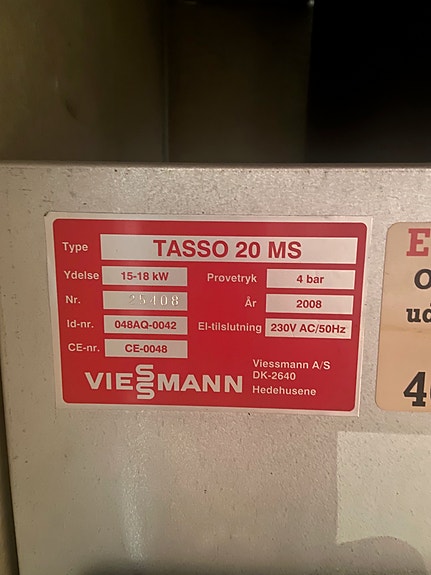 Type TASSO 20 MS
Ydelse 15-18 kW Prøvetryk 4 bar
Nr. 25408 År 2008
Id-nr. 048AQ-0042 El-tilslutning 230V AC/50Hz
CE-nr. CE-0048
VIESSMANN
Viessmann A/S
DK-2640
Hedehusene